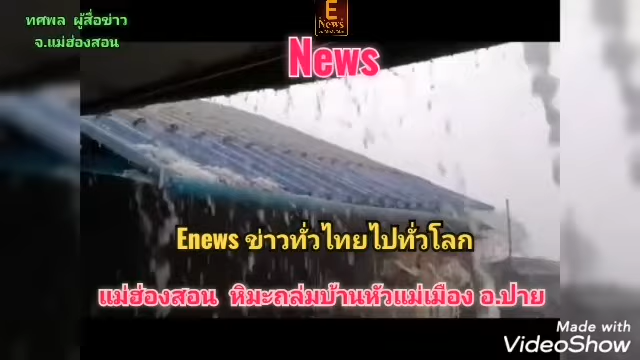 ทศพล ผู้สื่อข่าว
จ.แม่ฮ่องสอน
E
News
News
Enews ข่าวทั่วไทยไปทั่วโลก
แม่ฮ่องสอน หิมะถล่มบ้านหัวแม่เมือง อ.ปาย
Made with
VideoShow